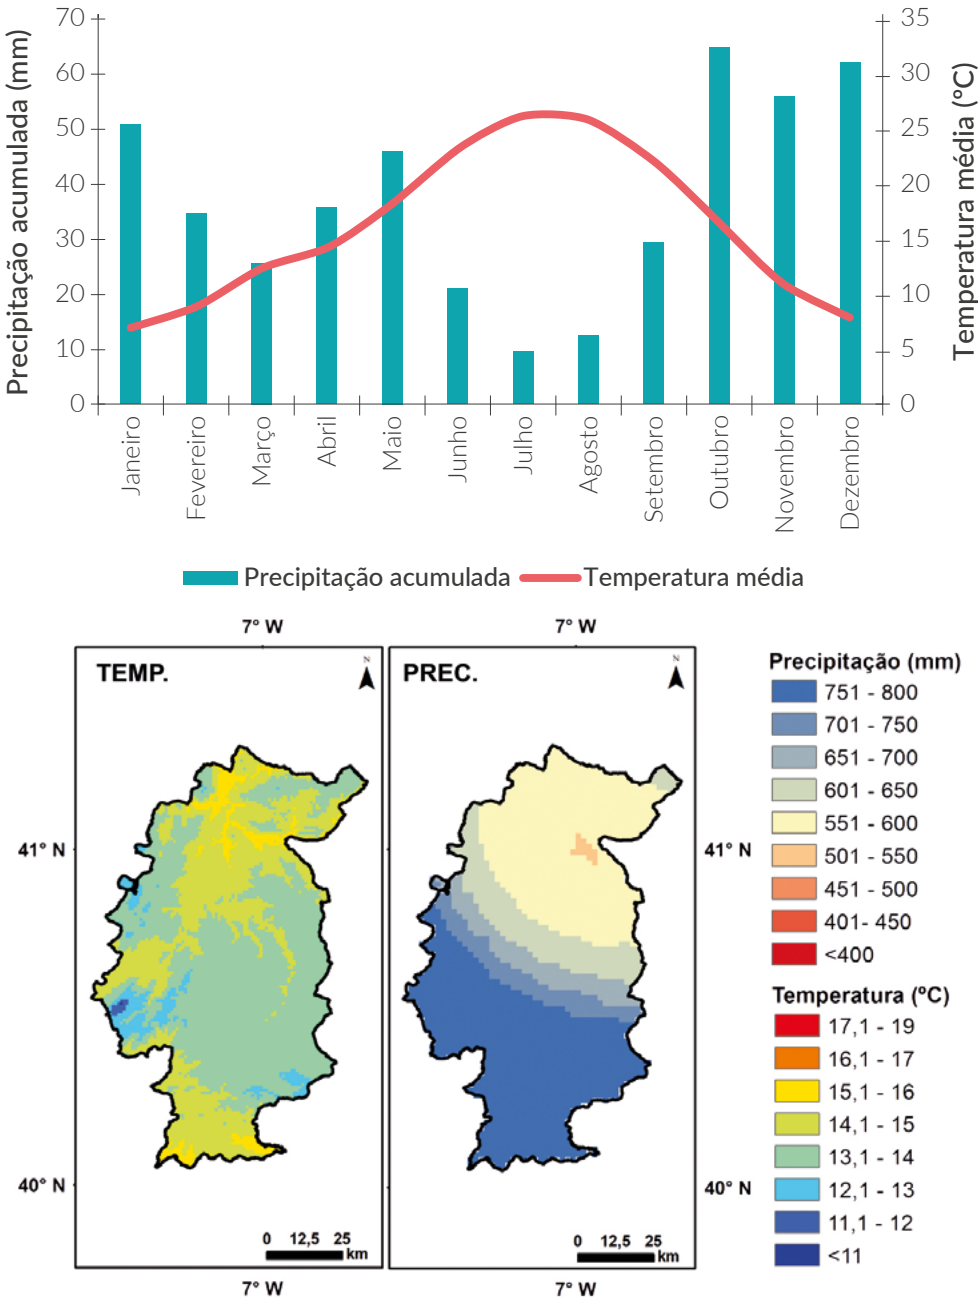 Precipitação acumulada (mm)
70
60
50
40
30
20
10
0
Temperatura média (°C)
35
30
25
20
15
10
5
0
Janeiro
Fevereiro
Março
Abril
Maio
Junho
Julho
Agosto
Setembro
Outubro
Novembro
Dezembro
Precipitação acumulada
Temperatura média
7° W
7° W
TEMP.
N
PREC.
N
41° N
41° N
40° N
40° N
0 12,5 25
km
0 12,5 25
km
7° W
7° W
Precipitação (mm)
751 - 800
701 - 750
651 - 700
601 - 650
551 - 600
501 - 550
451 - 500
401- 450
<400
Temperatura (ºC)
17,1 - 19
16,1 - 17
15,1 - 16
14,1 - 15
13,1 - 14
12,1 - 13
11,1 - 12
<11